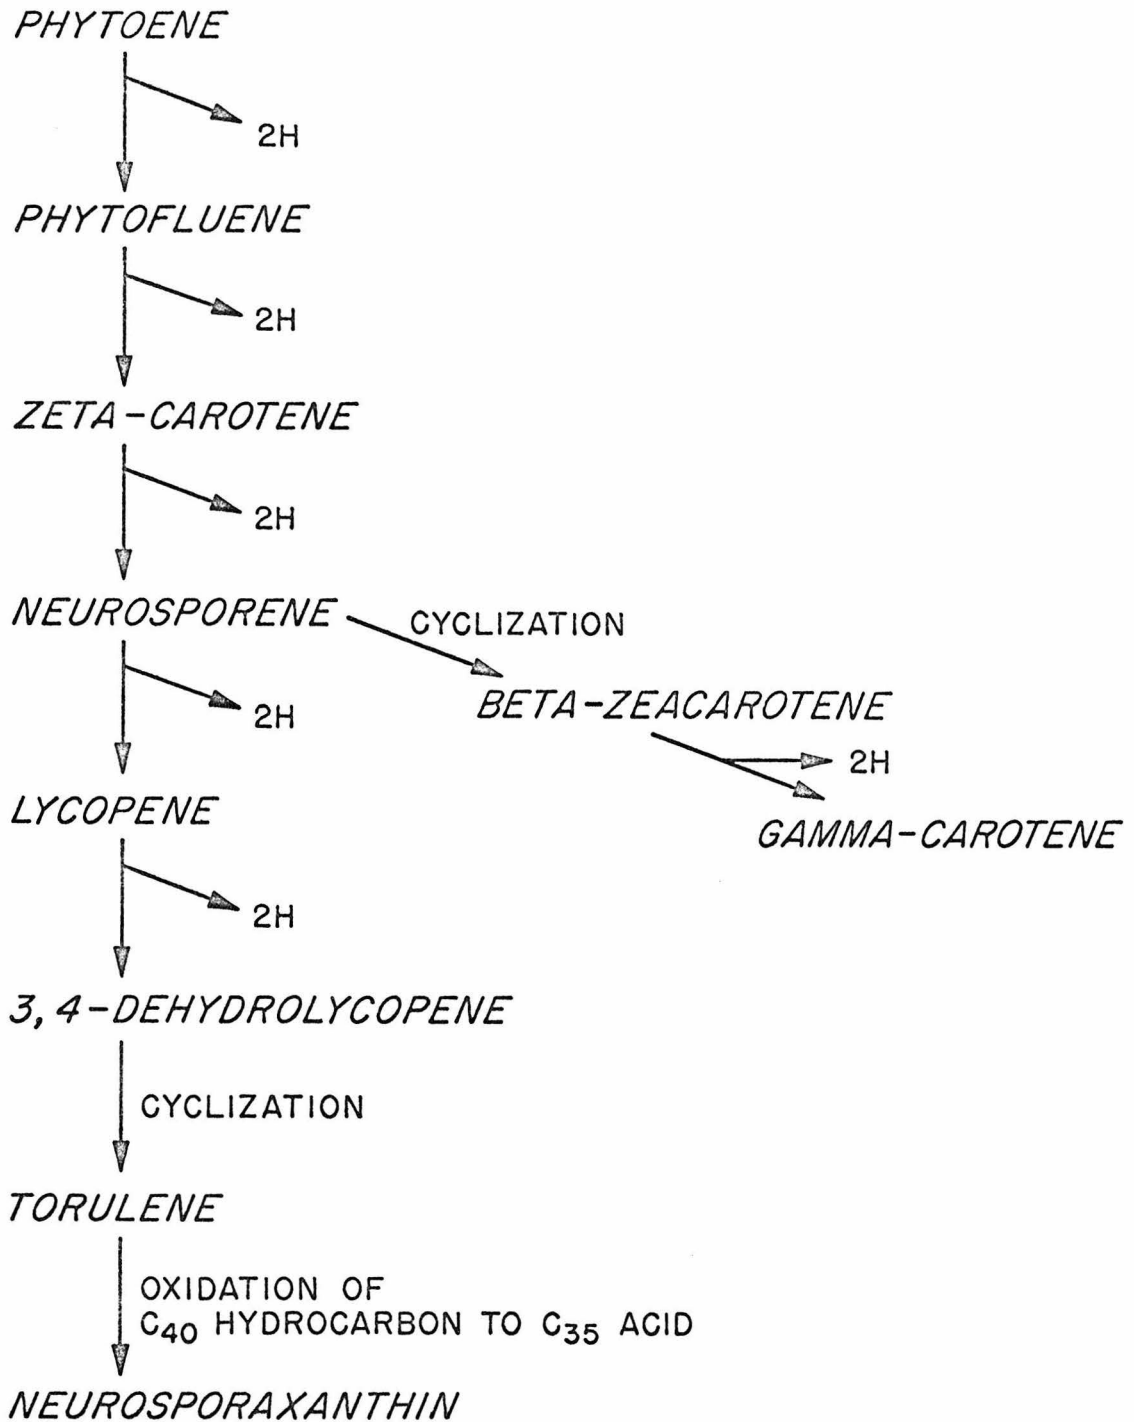 PHYTOENE
2H
PHYTOFLUENE
2H
ZETA-CAROTENE
2H
NEUROSPORENE
CYCLIZATION
2H
BETA-ZEACAROTENE
2H
LYCOPENE
GAMMA-CAROTENE
2H
3,4-DEHYDROLYCOPENE
CYCLIZATION
TORULENE
OXIDATION OF
C40 HYDROCARBON TO C35 ACID
NEUROSPORAXANTHIN